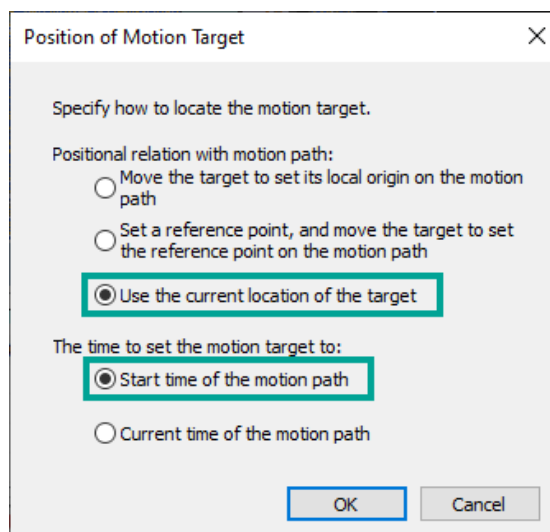 Position of Motion Target
Specify how to locate the motion target.
Positional relation with motion path:
Move the target to set its local origin on the motion
path
Set a reference point, and move the target to set
the reference point on the motion path
Use the current location of the target
The time to set the motion target to:
Start time of the motion path
Current time of the motion path
OK
Cancel